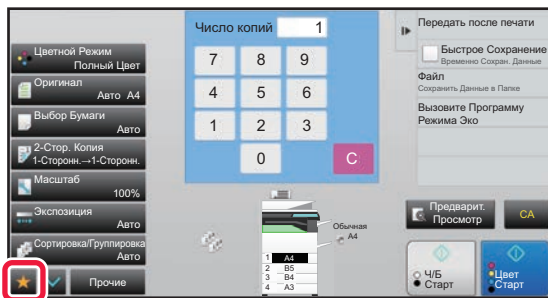 Число копий 1
Цветной Режим
Полный Цвет
Оригинал
Авто A4
Выбор Бумаги
Авто
2-Стор. Копия
1-Сторонн.→1-Сторонн.
Масштаб
100%
Экспозиция
Авто
Сортировка/Группировка
Авто
Прочие
7 8 9
4 5 6
1 2 3
0 C
Обычная
A4
1 A4
2 B5
3 B4
4 A3
Передать после печати
Быстрое Сохранение
Временно Сохран. Данные
Файл
Сохранить Данные в Папке
Вызовите Программу
Режима Эко
Предварит.
Просмотр
CA
Ч/Б
Старт
Цвет
Старт